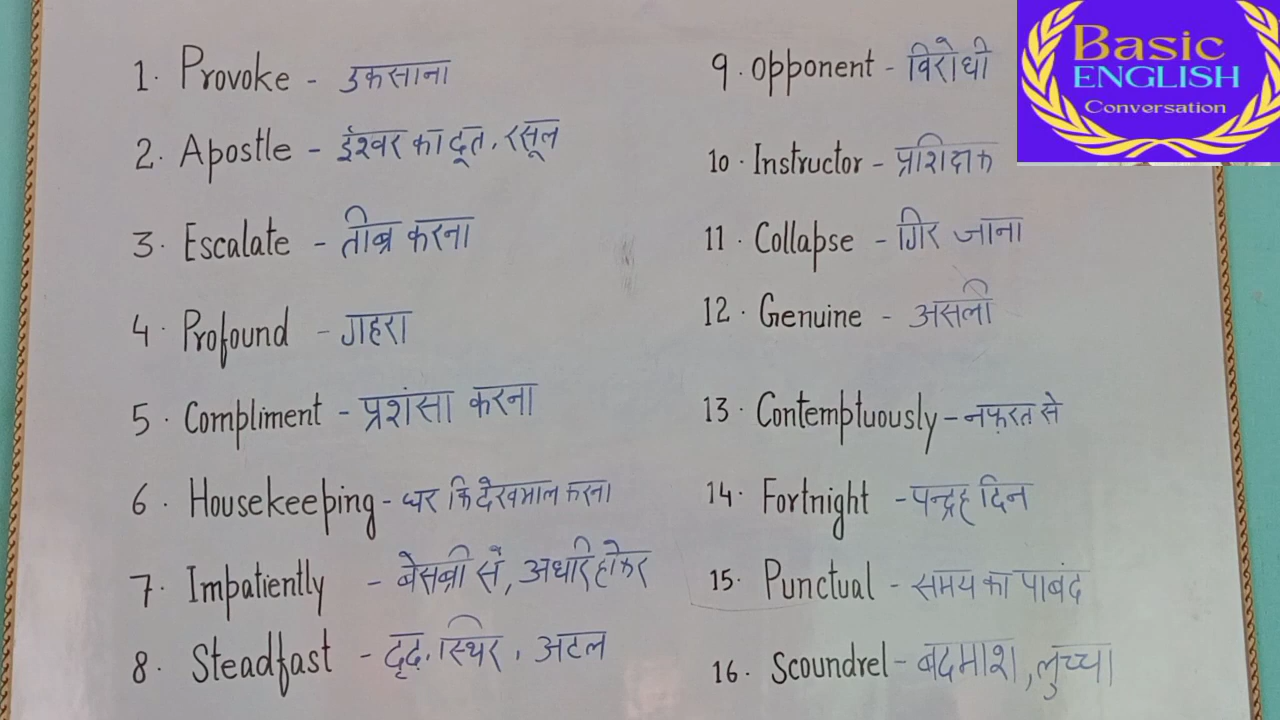 1. Provoke - उकसाना
2. Apostle - ईश्वर का दूत, रसूल
3. Escalate - तीव्र करना
4. Profound - गहरा
5. Compliment - प्रशंसा करना
6. Housekeeping - घर कि देखभाल करना
7. Impatiently - बेसब्री से, अधीर होकर
8. Steadfast - दृढ़, स्थिर, अटल
9. opponent - विरोधी
10. Instructor - प्रशिक्षक
11. Collapse - गिर जाना
12. Genuine - असली
13. Contemptuously - नफ़रत से
14. Fortnight - पन्द्रह दिन
15. Punctual - समय का पाबंद
16. Scoundrel - बदमाश, लुच्चा
Basic
ENGLISH
Conversation